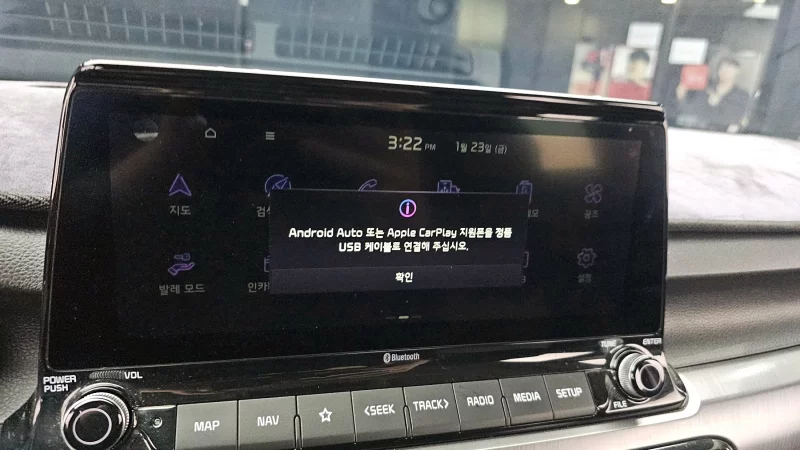 3:22 PM 1월 23일 (금)
지도
공조
Android Auto 또는 Apple CarPlay 지원폰을 정품
USB 케이블로 연결해 주십시오.
확인
발레 모드
설정
Bluetooth
POWER
PUSH
VOL
TUNE
ENTER
FILE
MAP
NAV
☆
<SEEK
TRACK>
RADIO
MEDIA
SETUP